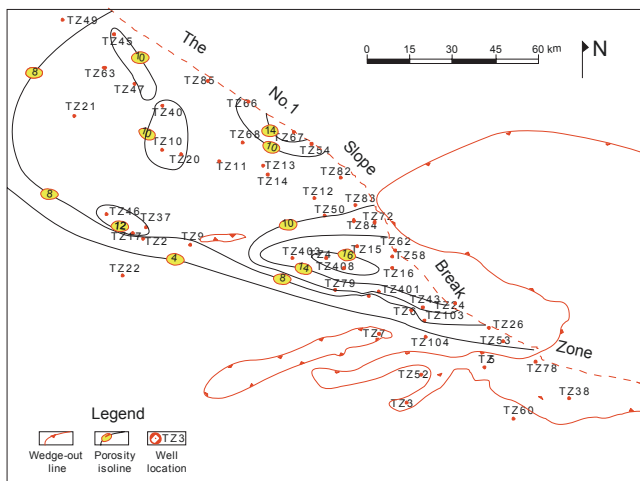 TZ49
TZ45
The
10
8
TZ63
TZ47
TZ85
0 15 30 45 60 km
N
TZ21
TZ40
TZ66
No.1
10
TZ10
TZ20
14
TZ67
TZ68
10
TZ54
Slope
TZ11
TZ13
TZ14
TZ82
8
TZ12
TZ83
TZ46
TZ37
12
TZ17
TZ2
TZ9
10
TZ50
TZ72
TZ84
TZ15
TZ62
TZ403
TZ4
16
TZ58
4
14
TZ408
TZ16
TZ22
8
TZ79
TZ401
Break
TZ43
TZ24
TZ6
TZ103
TZ26
TZ7
TZ104
TZ53
Zone
TZ5
TZ78
TZ52
TZ38
TZ3
TZ60
Legend
TZ3
Wedge-out
line
Porosity
isoline
Well
location